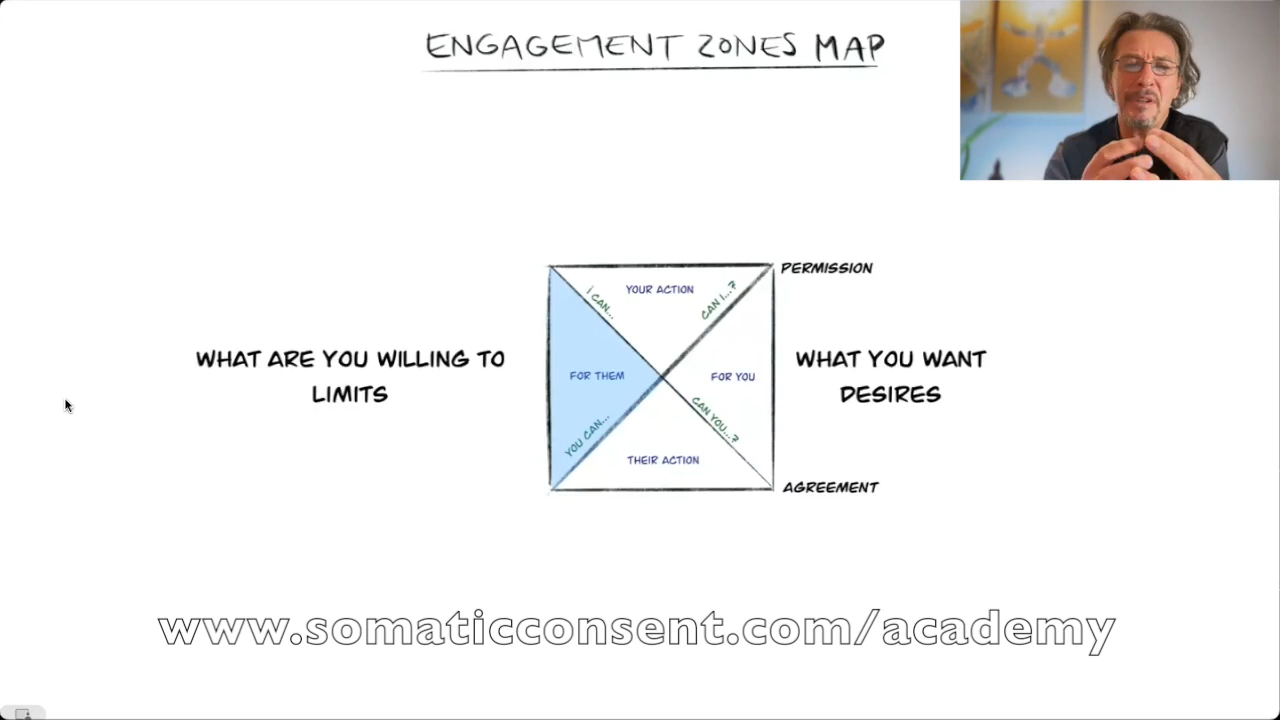 ENGAGEMENT ZONES MAP
PERMISSION
YOUR ACTION
I CAN...
CAN I...?
WHAT ARE YOU WILLING TO
LIMITS
FOR THEM
FOR YOU
WHAT YOU WANT
DESIRES
YOU CAN...
CAN YOU...?
THEIR ACTION
AGREEMENT
www.somaticconsent.com/academy